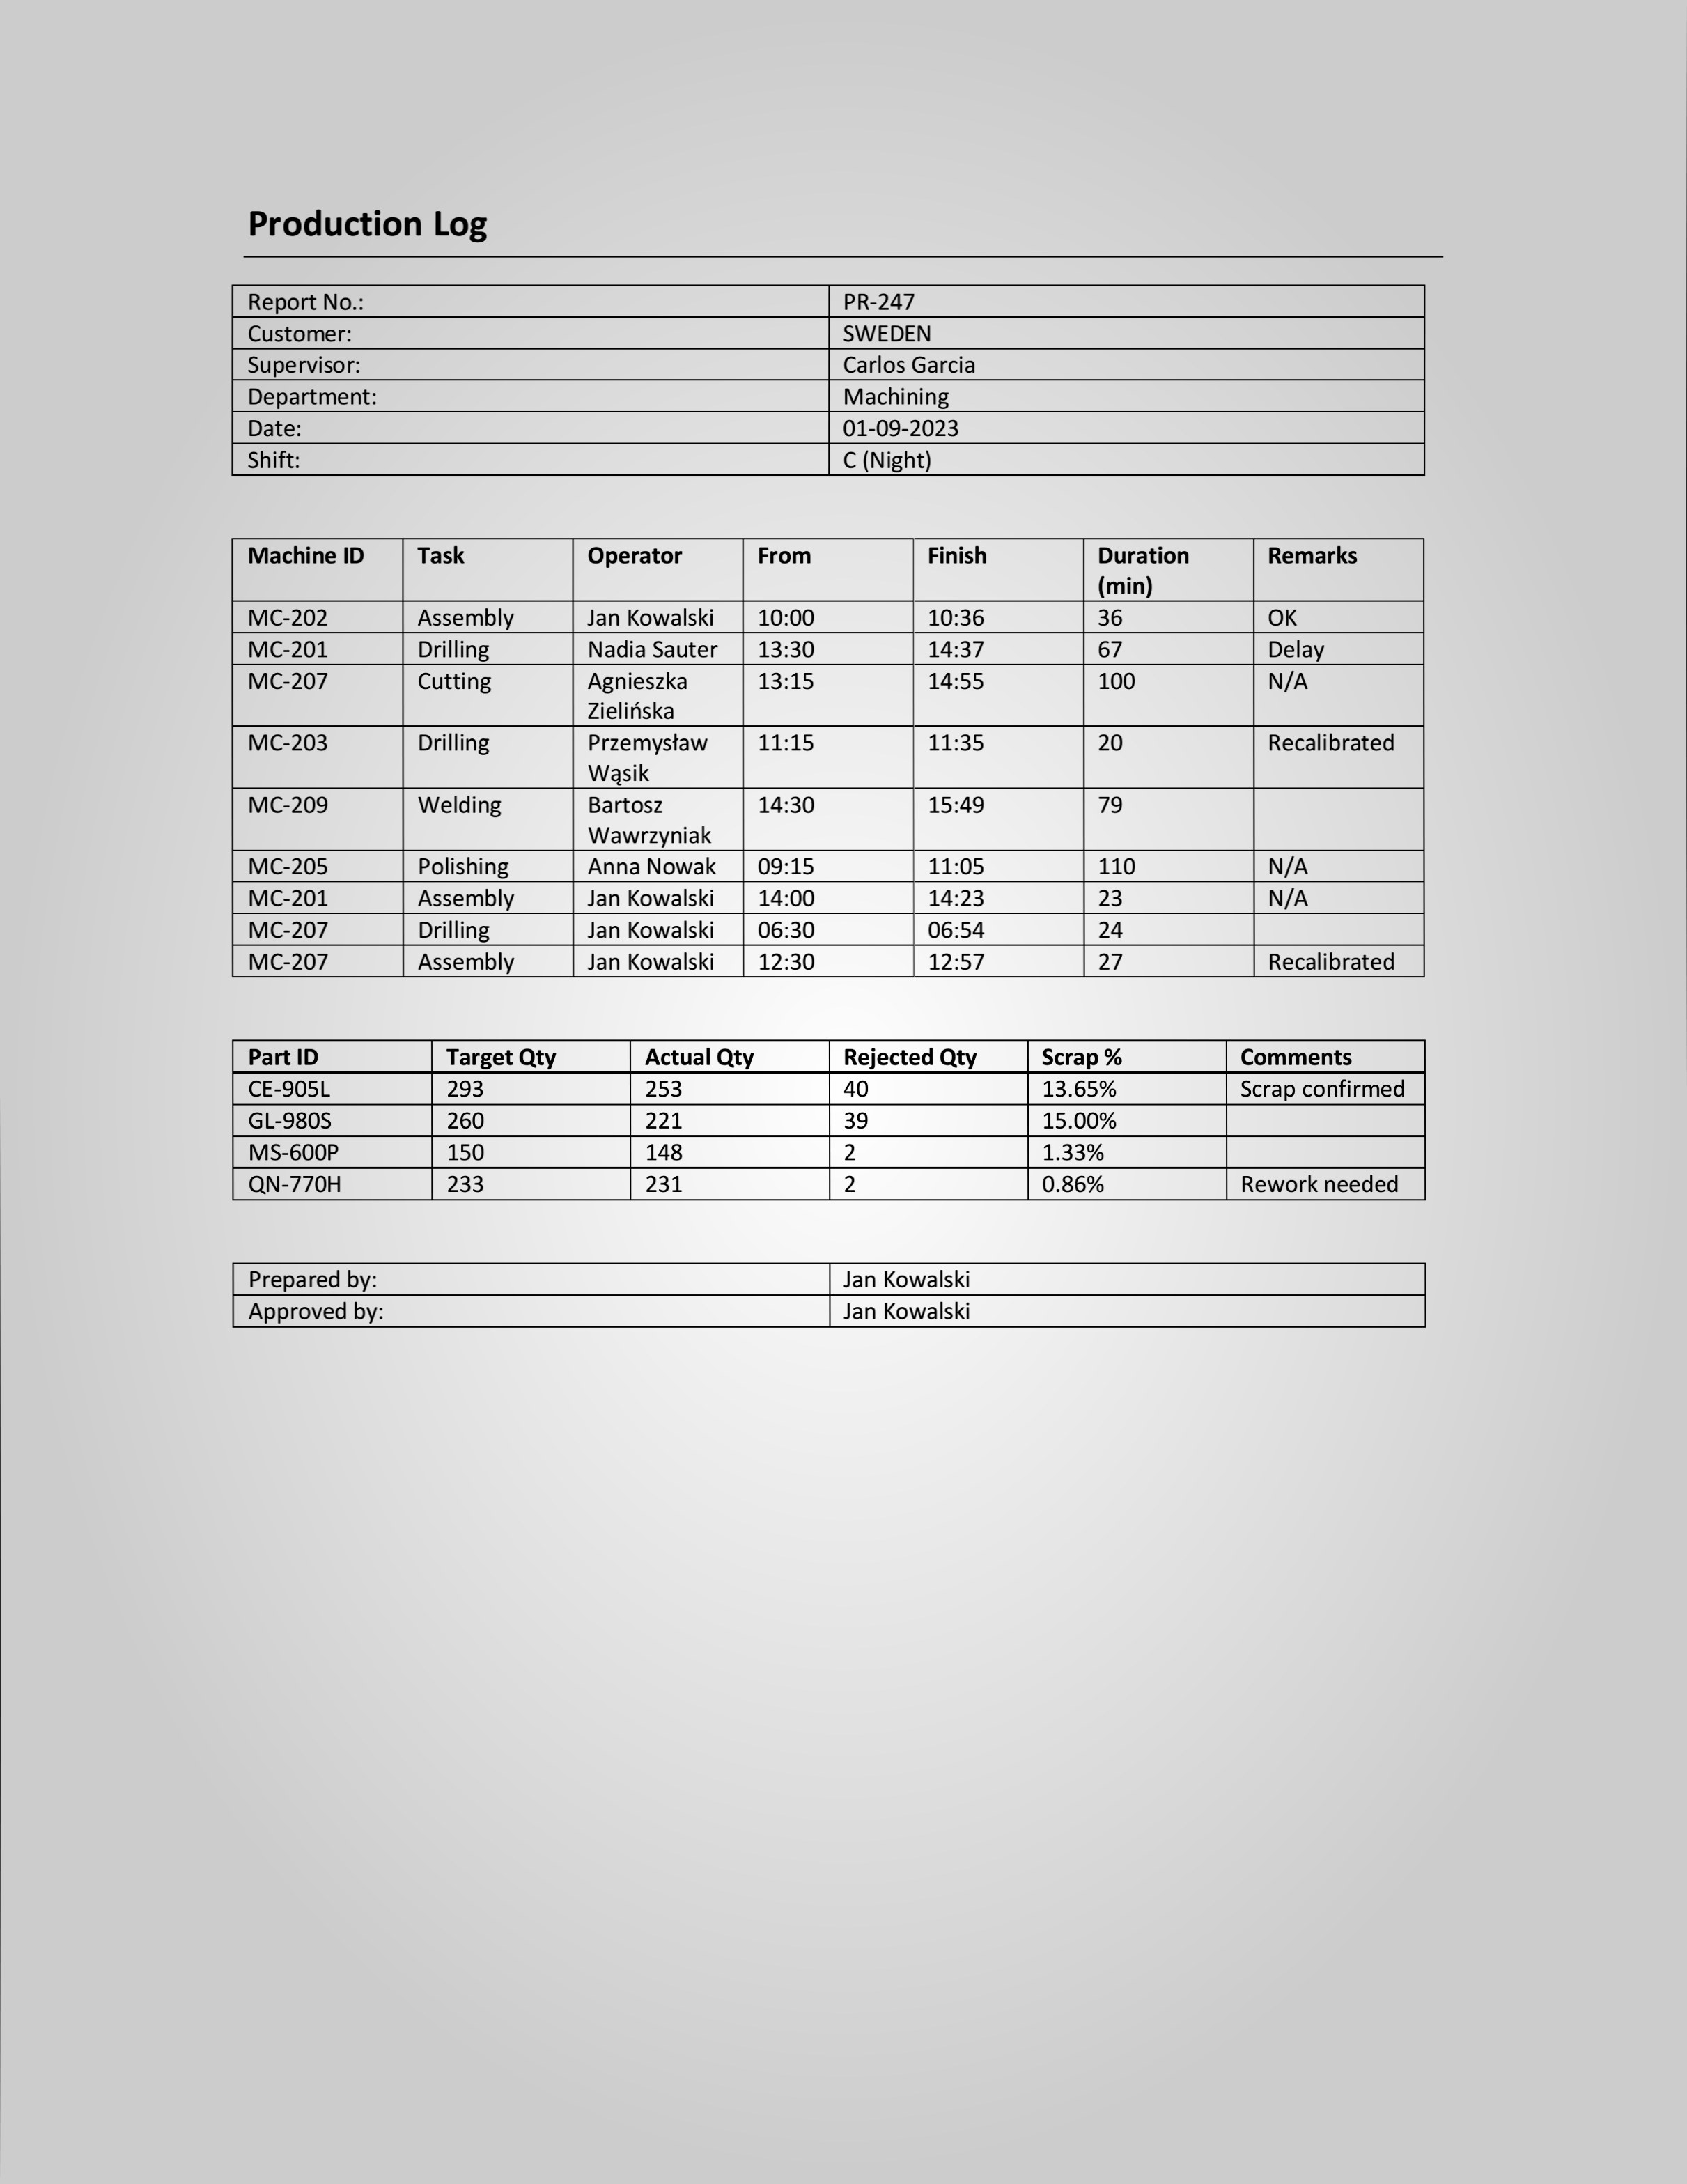 Production Log
Report No.: PR-247
Customer: SWEDEN
Supervisor: Carlos Garcia
Department: Machining
Date: 01-09-2023
Shift: C (Night)
Machine ID Task Operator From Finish Duration
(min) Remarks
MC-202 Assembly Jan Kowalski 10:00 10:36 36 OK
MC-201 Drilling Nadia Sauter 13:30 14:37 67 Delay
MC-207 Cutting Agnieszka
Zielińska 13:15 14:55 100 N/A
MC-203 Drilling Przemysław
Wąsik 11:15 11:35 20 Recalibrated
MC-209 Welding Bartosz
Wawrzyniak 14:30 15:49 79
MC-205 Polishing Anna Nowak 09:15 11:05 110 N/A
MC-201 Assembly Jan Kowalski 14:00 14:23 23 N/A
MC-207 Drilling Jan Kowalski 06:30 06:54 24
MC-207 Assembly Jan Kowalski 12:30 12:57 27 Recalibrated
Part ID Target Qty Actual Qty Rejected Qty Scrap % Comments
CE-905L 293 253 40 13.65% Scrap confirmed
GL-980S 260 221 39 15.00%
MS-600P 150 148 2 1.33%
QN-770H 233 231 2 0.86% Rework needed
Prepared by: Jan Kowalski
Approved by: Jan Kowalski